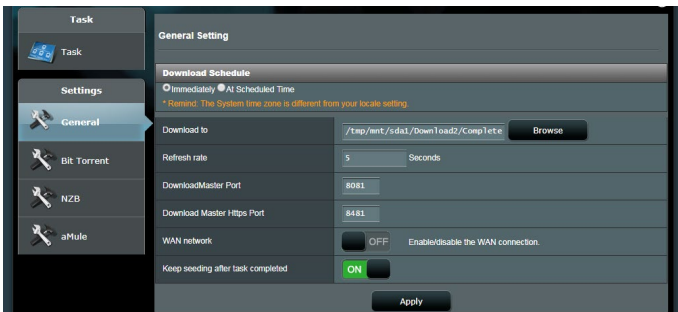 Task
Task
Settings
General
Bit Torrent
NZB
aMule
General Setting
Download Schedule
Immediately At Scheduled Time
* Remind: The System time zone is different from your locale setting.
Download to /tmp/mnt/sda1/Download2/Complete Browse
Refresh rate 5 Seconds
DownloadMaster Port 8081
Download Master Https Port 8481
WAN network OFF Enable/disable the WAN connection.
Keep seeding after task completed ON
Apply